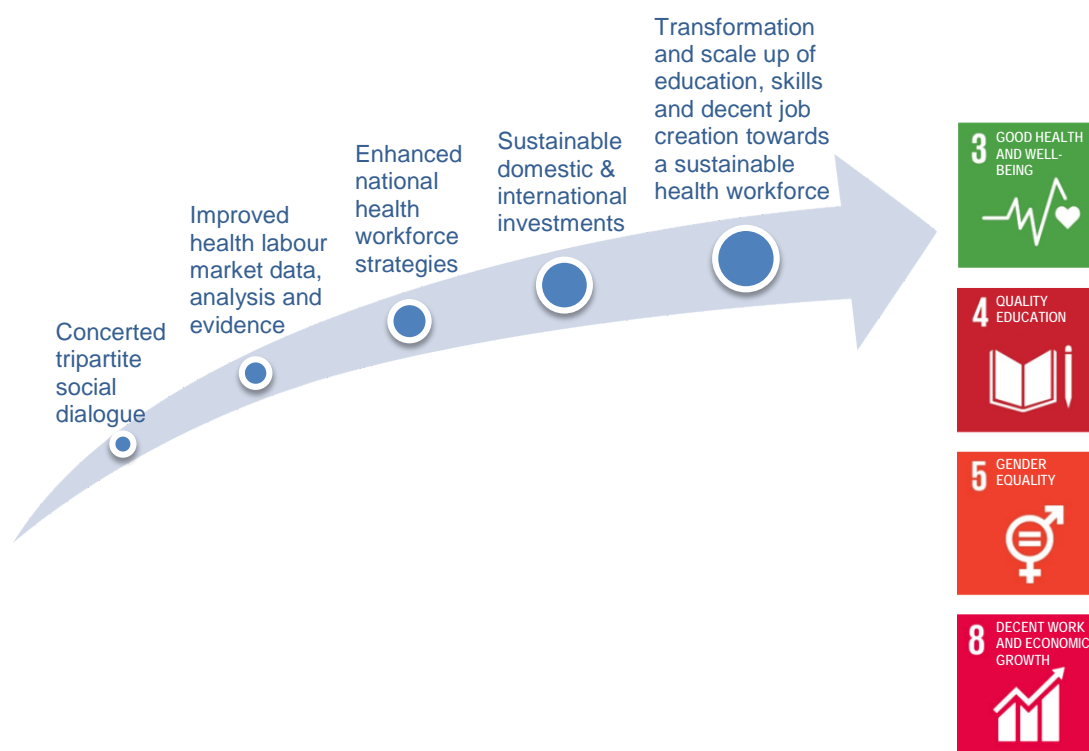 Concerted
tripartite
social
dialogue
Improved
health labour
market data,
analysis and
evidence
Enhanced
national
health
workforce
strategies
Sustainable
domestic &
international
investments
Transformation
and scale up of
education, skills
and decent job
creation towards
a sustainable
health workforce
3 GOOD HEALTH
AND WELL-
BEING
4 QUALITY
EDUCATION
5 GENDER
EQUALITY
8 DECENT WORK
AND ECONOMIC
GROWTH